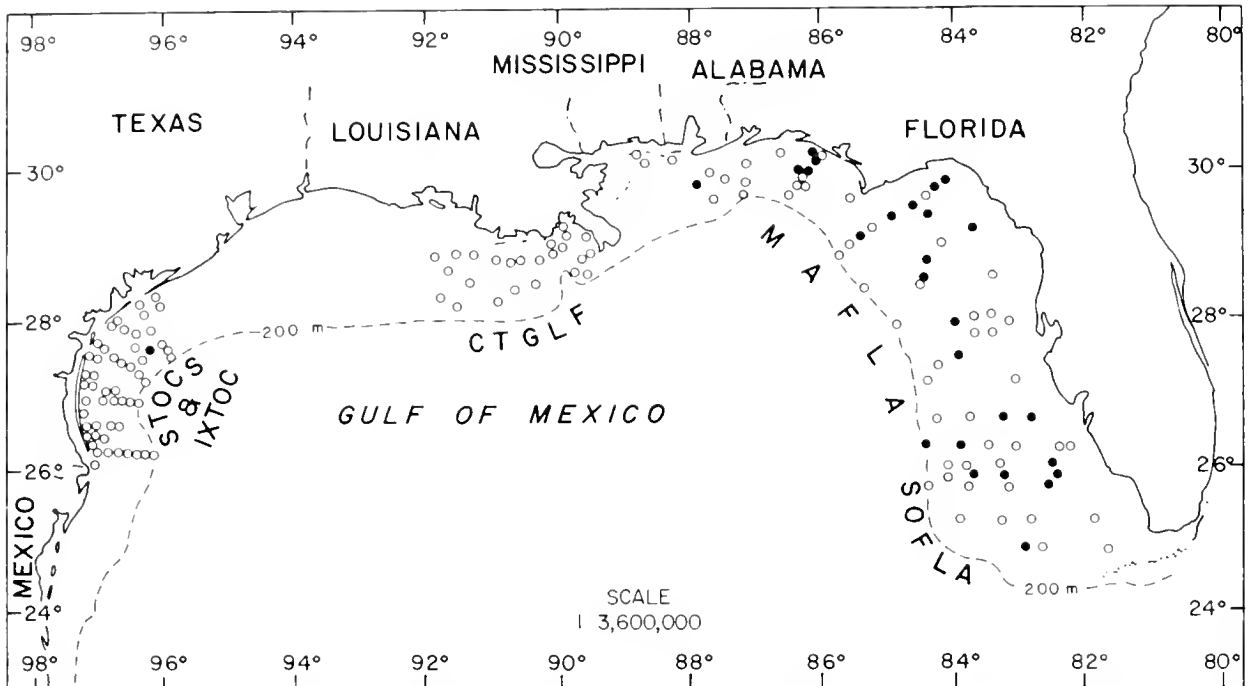 98° 96° 94° 92° 90° 88° 86° 84° 82° 80°
MISSISSIPPI
ALABAMA
TEXAS
LOUISIANA
FLORIDA
30°
30°
MAFLA
28°
28°
200 m
CTGLF
STOCS
&
IXTOC
GULF OF MEXICO
26°
26°
SOFLA
MEXICO
200 m
24°
24°
SCALE
1 3,600,000
98° 96° 94° 92° 90° 88° 86° 84° 82° 80°